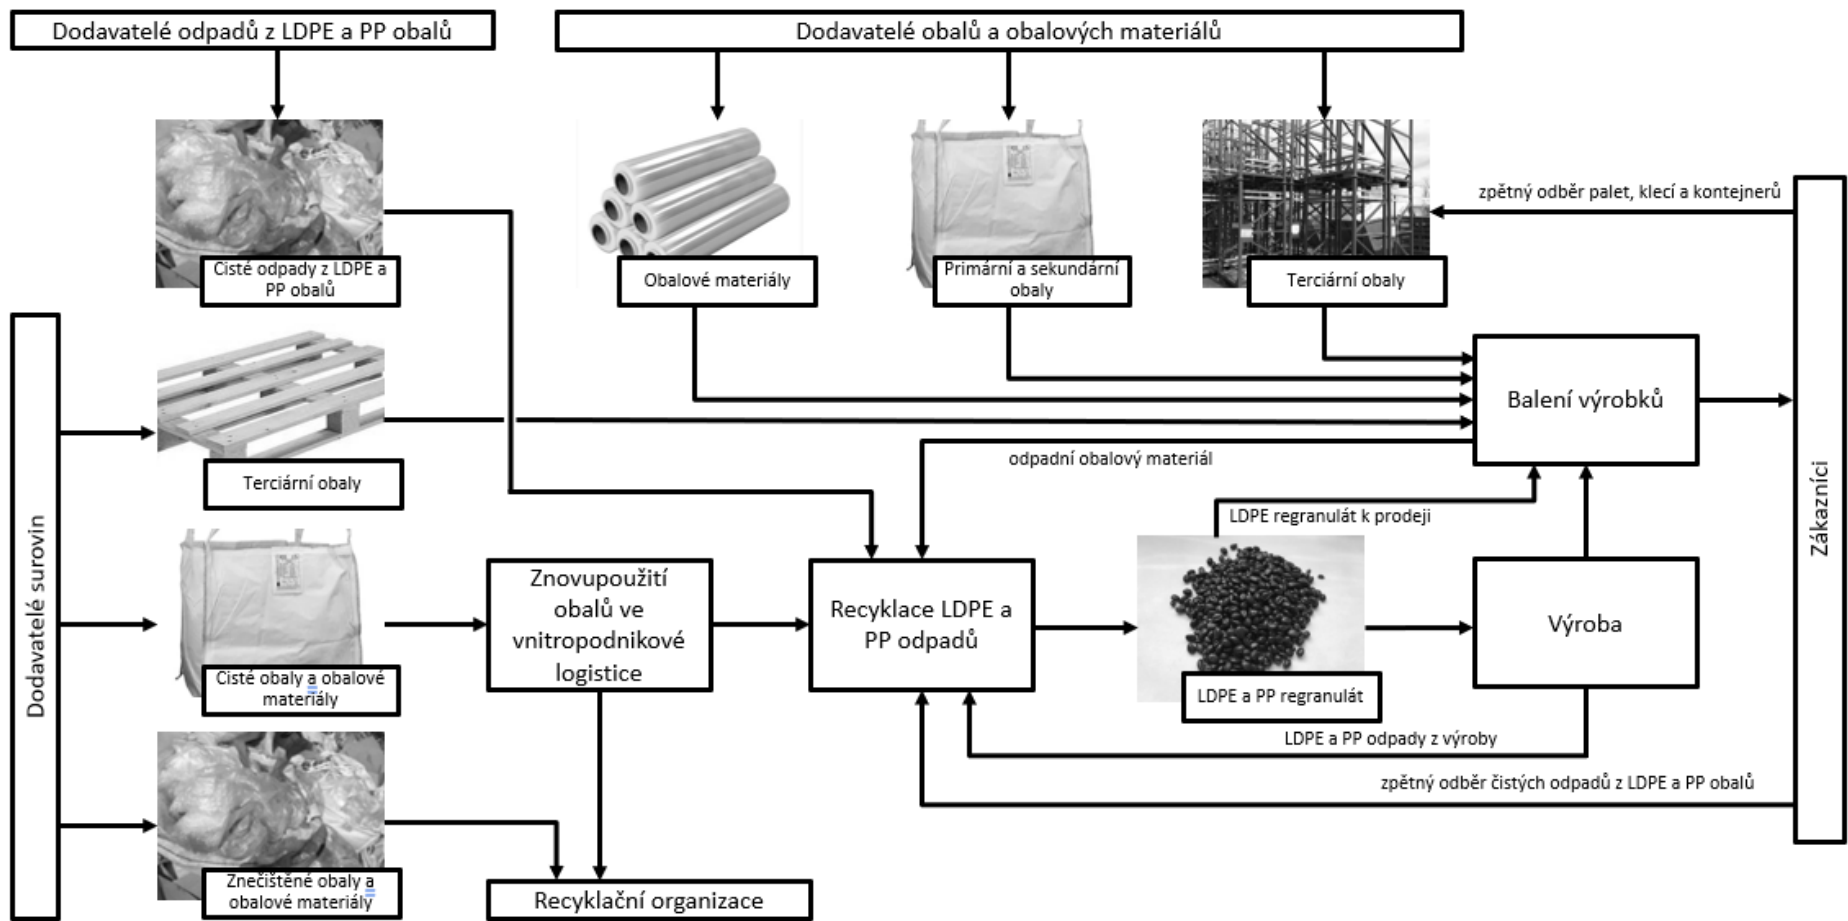 Dodavatelé odpadů z LDPE a PP obalů
Dodavatelé obalů a obalových materiálů
zpětný odběr palet, klecí a kontejnerů
Cisté odpady z LDPE a
PP obalů
Obalové materiály
Primární a sekundární
obaly
Terciární obaly
Dodavatelé surovin
Balení výrobků
Zákazníci
odpadní obalový materiál
Terciární obaly
LDPE regranulát k prodeji
Znovupoužití
obalů ve
vnitropodnikové
logistice
Recyklace LDPE a
PP odpadů
Výroba
Cisté obaly a obalové
materiály
LDPE a PP regranulát
LDPE a PP odpady z výroby
zpětný odběr čistých odpadů z LDPE a PP obalů
Znečištěné obaly a
obalové materiály
Recyklační organizace